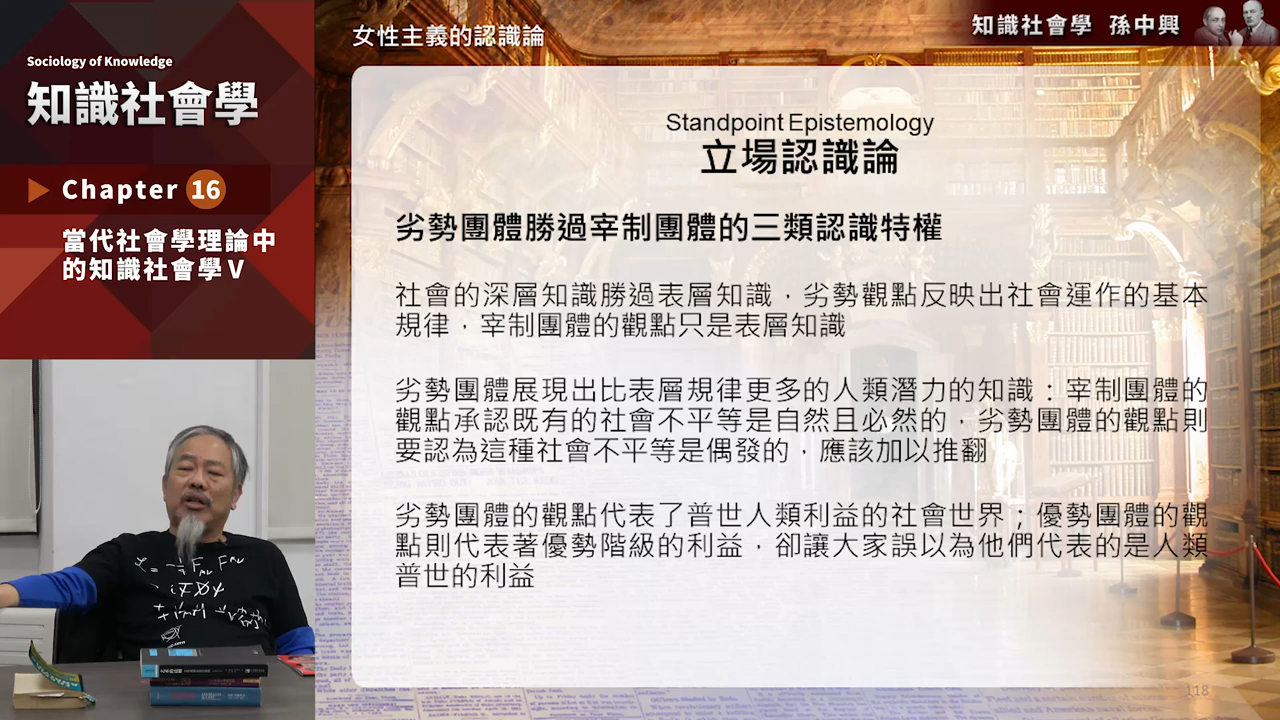 Sociology of Knowledge
知識社會學
Chapter 16
當代社會學理論中
的知識社會學 V
女性主義的認識論
知識社會學 孫中興
Standpoint Epistemology
立場認識論
劣勢團體勝過宰制團體的三類認識特權
社會的深層知識勝過表層知識，劣勢觀點反映出社會運作的基本
規律，宰制團體的觀點只是表層知識
劣勢團體展現出比表層規律更多的人類潛力的知識：宰制團體的
觀點承認既有的社會不平等是自然且必然的，劣勢團體的觀點則
要認為這種社會不平等是偶發的，應該加以推翻
劣勢團體的觀點代表了普世人類利益的社會世界；優勢團體的觀
點則代表著優勢階級的利益，卻讓大家誤以為他們代表的是人類
普世的利益
118